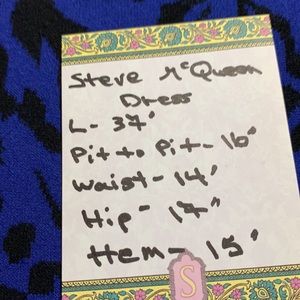 Steve McQueen
Dress
L- 37'
Pit to Pit- 16"
Waist- 14"
Hip- 17"
Hem- 15"
S